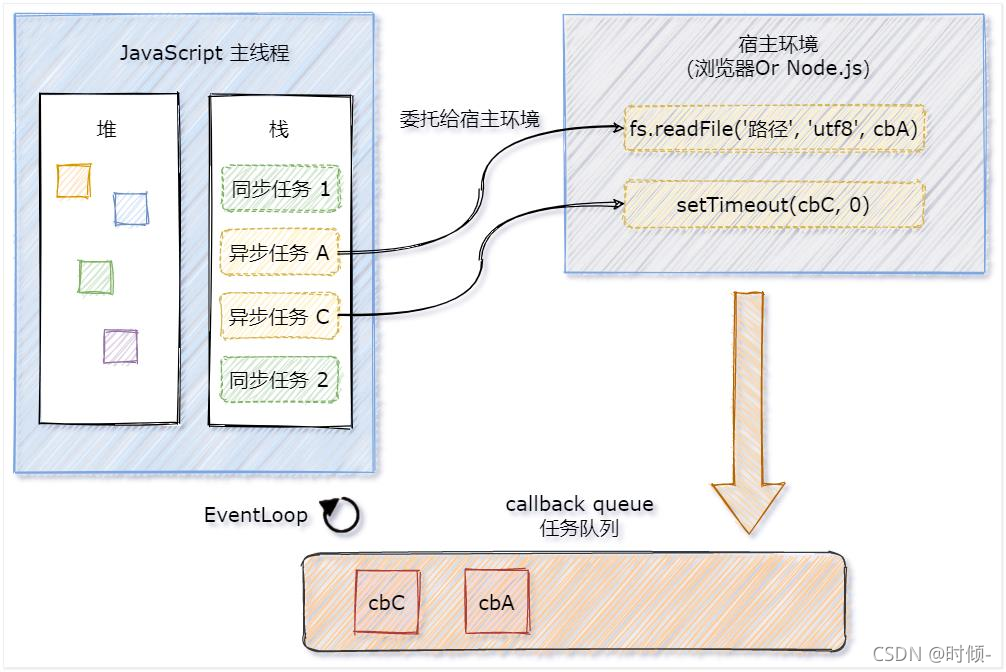 JavaScript 主线程
堆
栈
同步任务 1
异步任务 A
异步任务 C
同步任务 2
委托给宿主环境
宿主环境
(浏览器Or Node.js)
fs.readFile('路径', 'utf8', cbA)
setTimeout(cbC, 0)
EventLoop
callback queue
任务队列
cbC
cbA
CSDN @时倾-